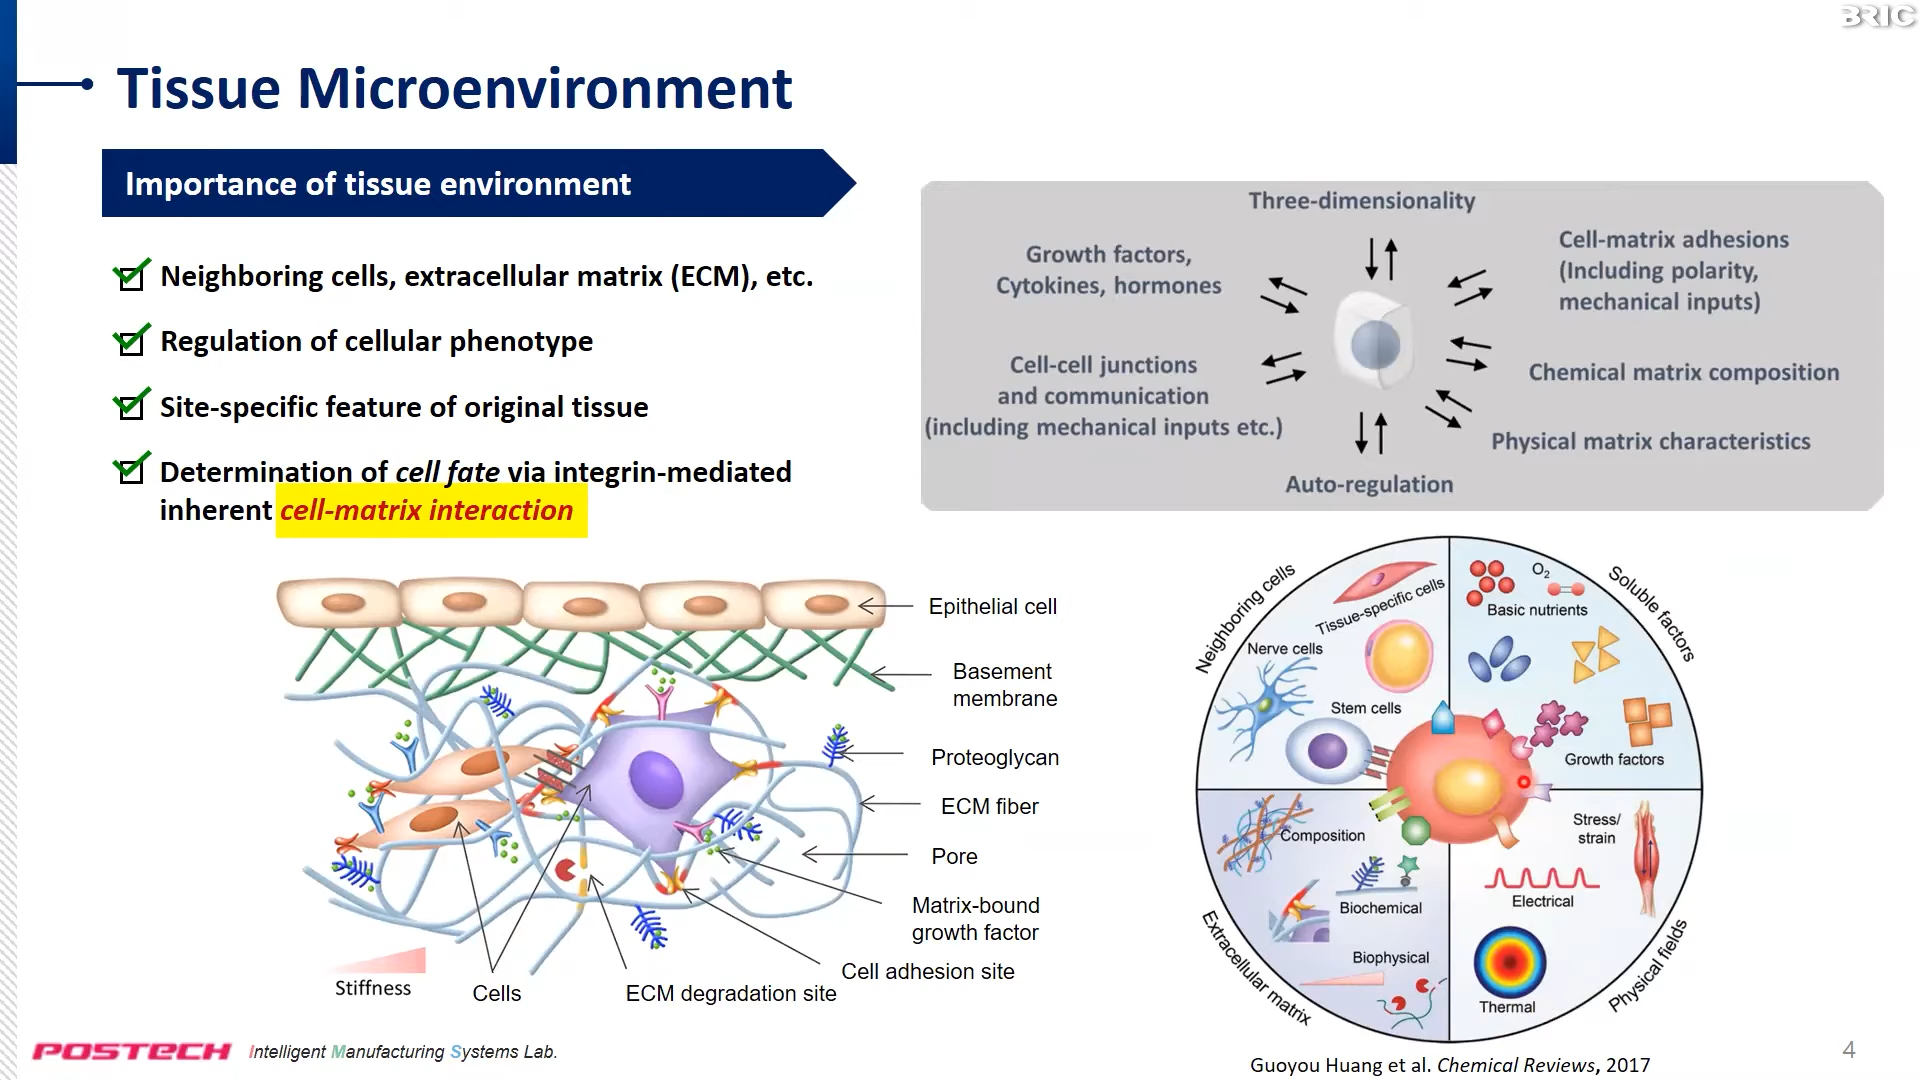 BRIC
Tissue Microenvironment
Importance of tissue environment
Neighboring cells, extracellular matrix (ECM), etc.
Regulation of cellular phenotype
Site-specific feature of original tissue
Determination of cell fate via integrin-mediated
inherent cell-matrix interaction
Three-dimensionality
Growth factors,
Cytokines, hormones
Cell-matrix adhesions
(Including polarity,
mechanical inputs)
Cell-cell junctions
and communication
(including mechanical inputs etc.)
Chemical matrix composition
Physical matrix characteristics
Auto-regulation
Epithelial cell
Basement
membrane
Proteoglycan
ECM fiber
Pore
Matrix-bound
growth factor
Cell adhesion site
ECM degradation site
Cells
Stiffness
Neighboring cells
Tissue-specific cells
Nerve cells
Stem cells
Soluble factors
O2
Basic nutrients
Growth factors
Extracellular matrix
Composition
Biochemical
Biophysical
Physical fields
Stress/
strain
Electrical
Thermal
Guoyou Huang et al. Chemical Reviews, 2017
POSTECH Intelligent Manufacturing Systems Lab.
4